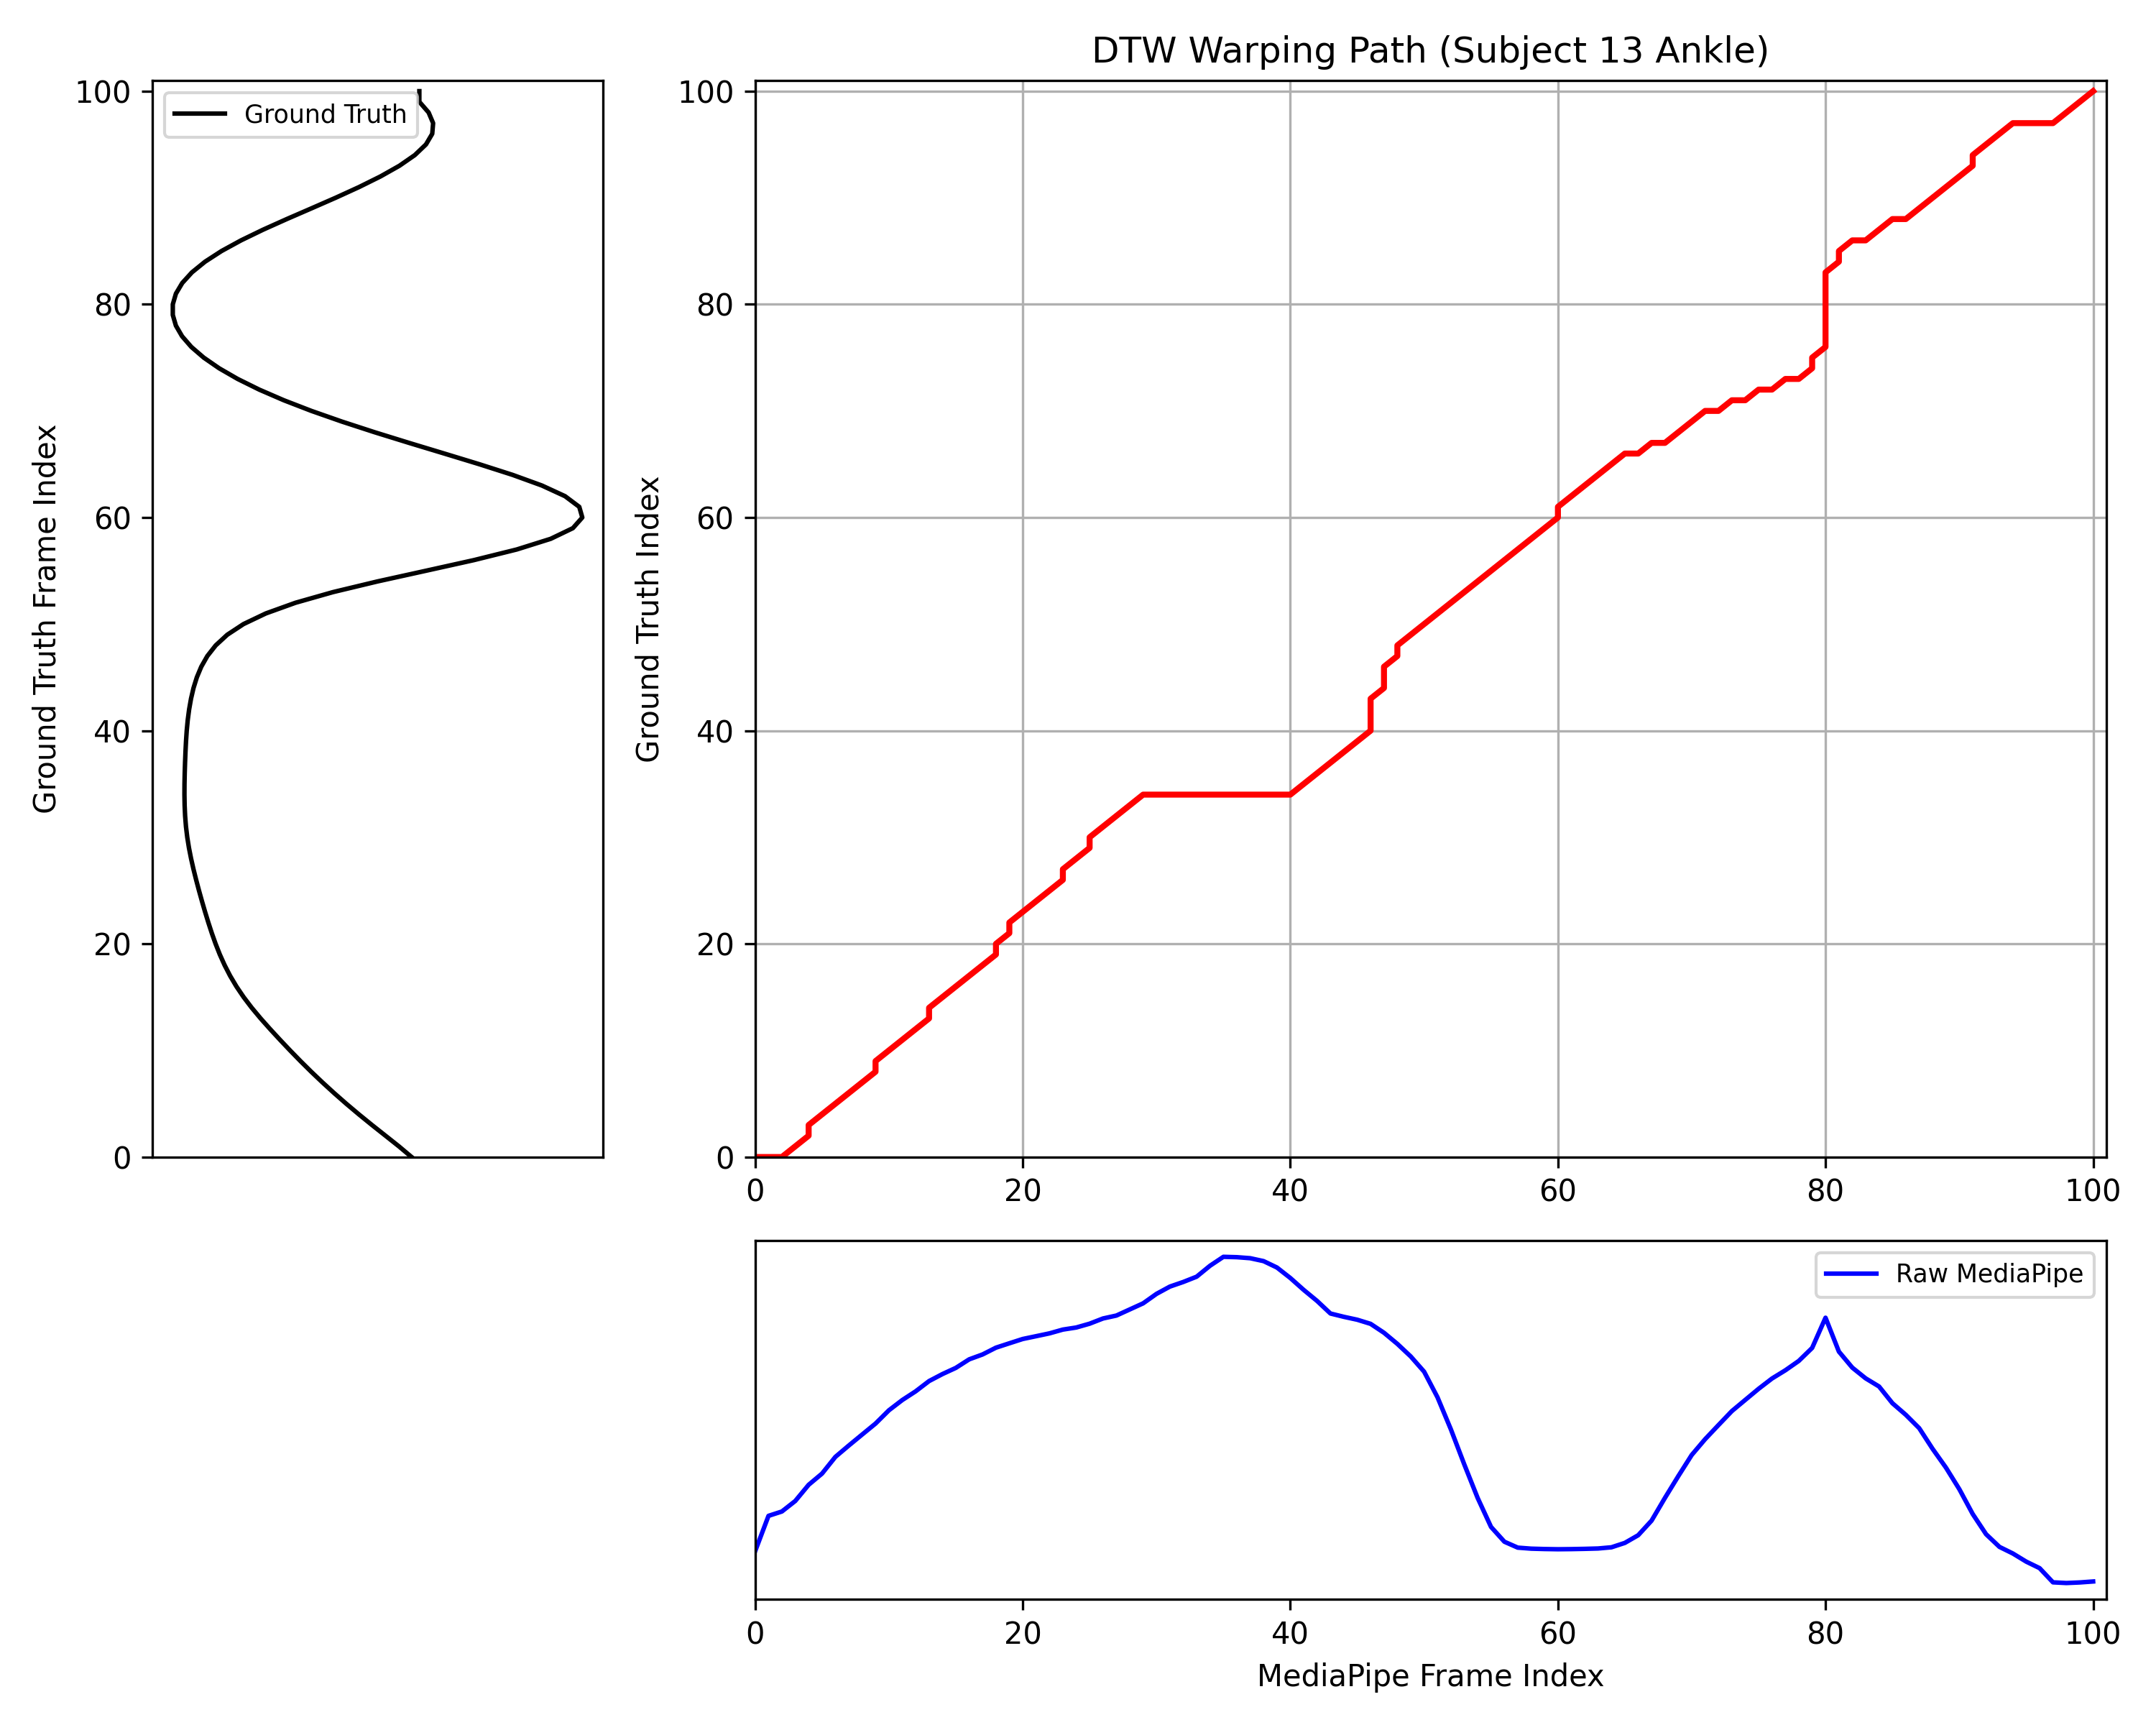 DTW Warping Path (Subject 13 Ankle)
Ground Truth
Ground Truth Frame Index
100
80
60
40
20
0
Ground Truth Index
100
80
60
40
20
0
0 20 40 60 80 100
Raw MediaPipe
0 20 40 60 80 100
MediaPipe Frame Index